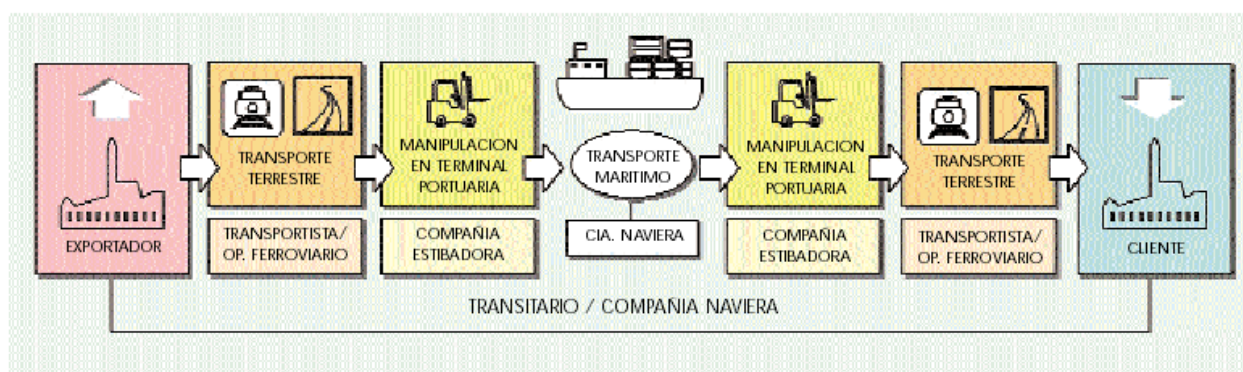 EXPORTADOR
TRANSPORTE
TERRESTRE
TRANSPORTISTA/
OP. FERROVIARIO
MANIPULACION
EN TERMINAL
PORTUARIA
COMPAÑIA
ESTIBADORA
TRANSPORTE
MARITIMO
CIA. NAVIERA
MANIPULACION
EN TERMINAL
PORTUARIA
COMPAÑIA
ESTIBADORA
TRANSPORTE
TERRESTRE
TRANSPORTISTA/
OP. FERROVIARIO
CLIENTE
TRANSITARIO / COMPAÑIA NAVIERA